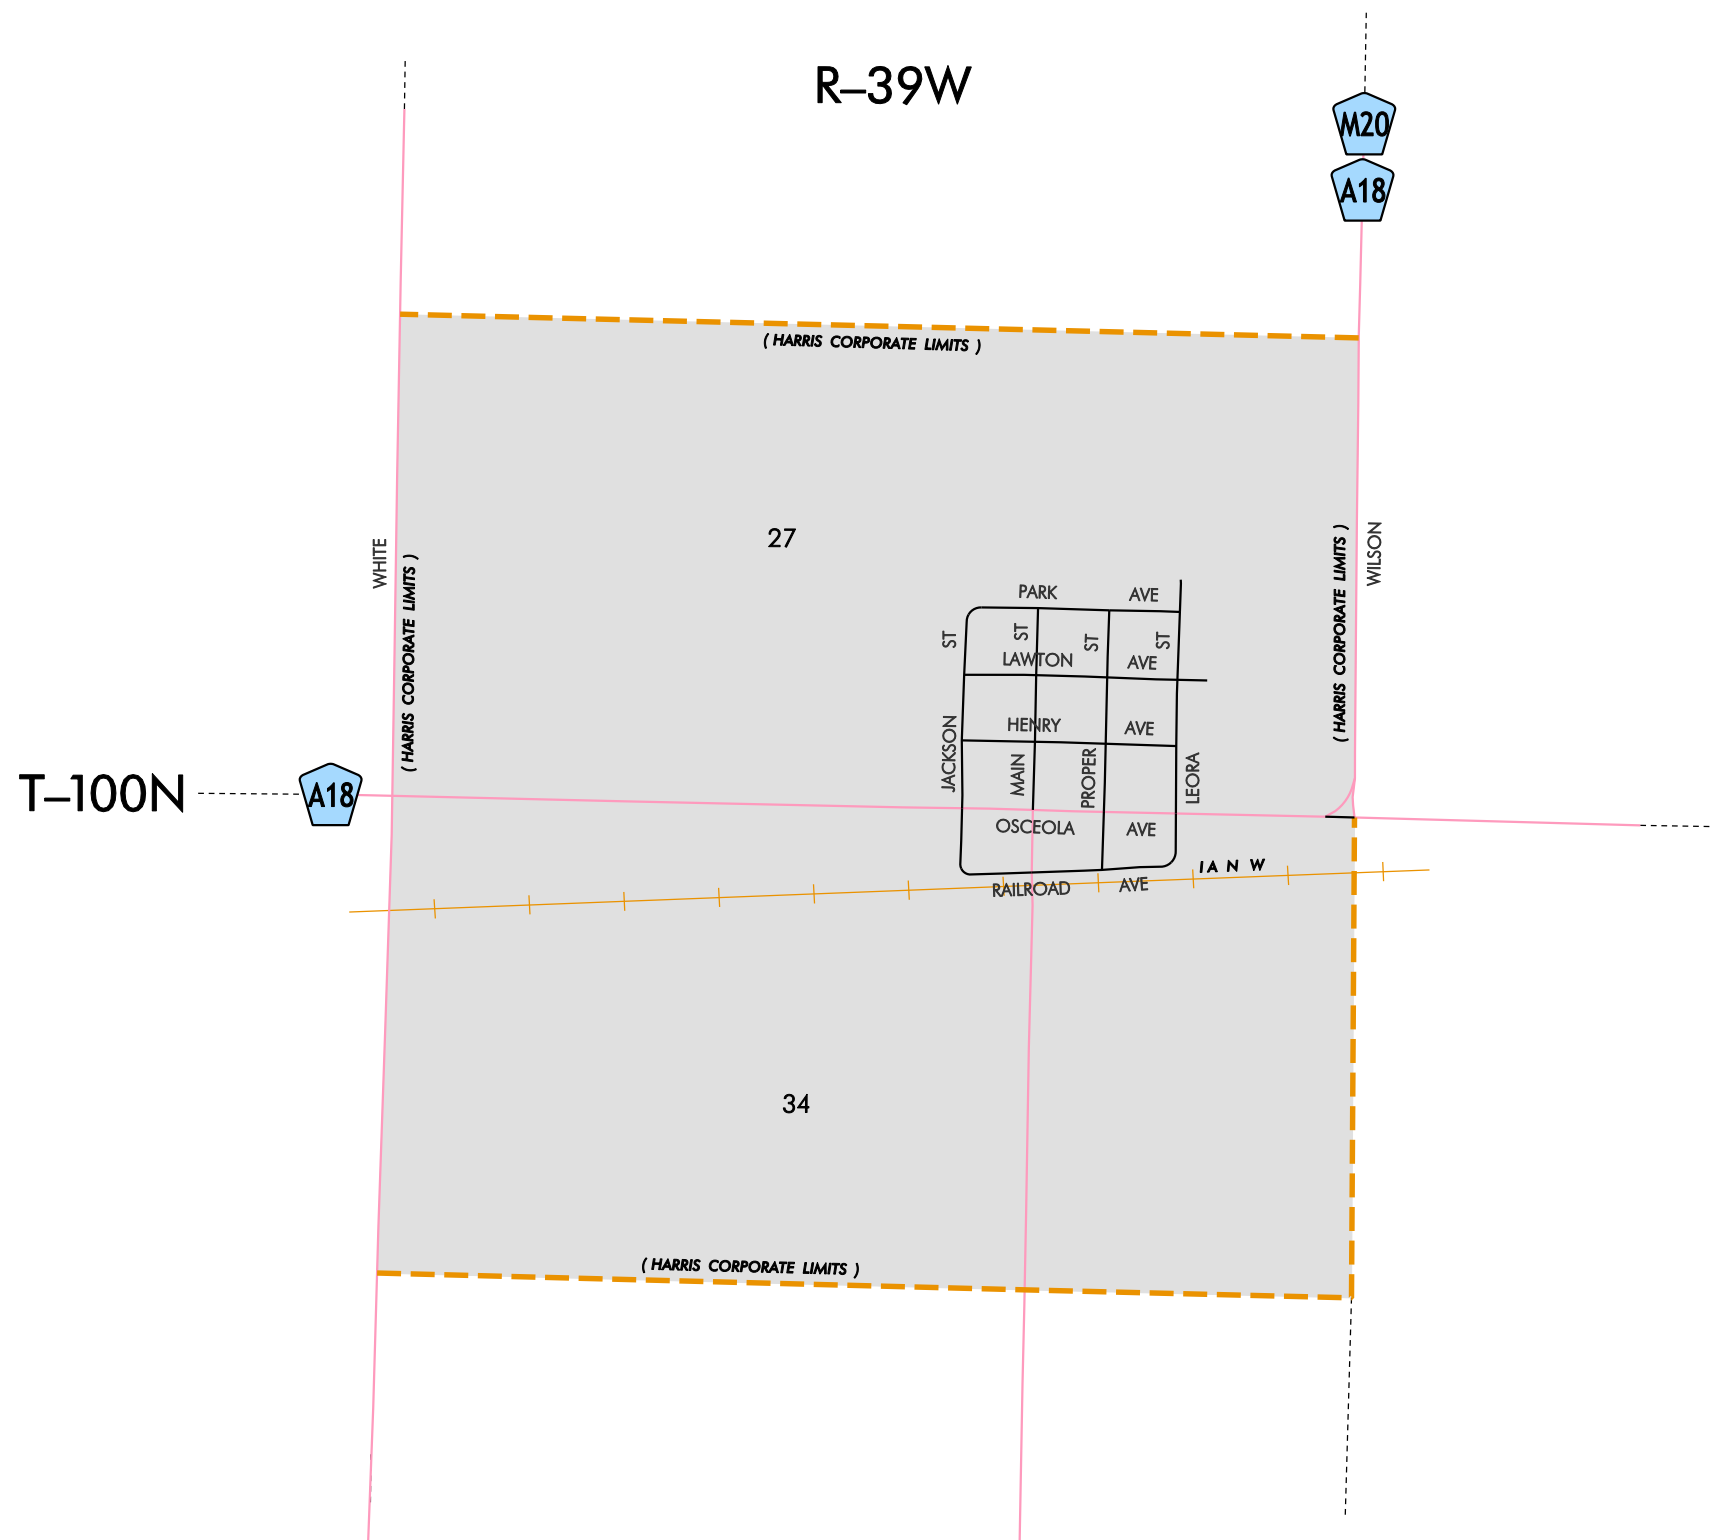 R–39W
M20
A18
( HARRIS CORPORATE LIMITS )
27
WHITE
( HARRIS CORPORATE LIMITS )
( HARRIS CORPORATE LIMITS )
WILSON
PARK AVE
ST ST ST ST
LAWTON AVE
HENRY AVE
JACKSON
MAIN
PROPER
LEORA
T–100N
A18
OSCEOLA AVE
I A N W
RAILROAD AVE
34
( HARRIS CORPORATE LIMITS )